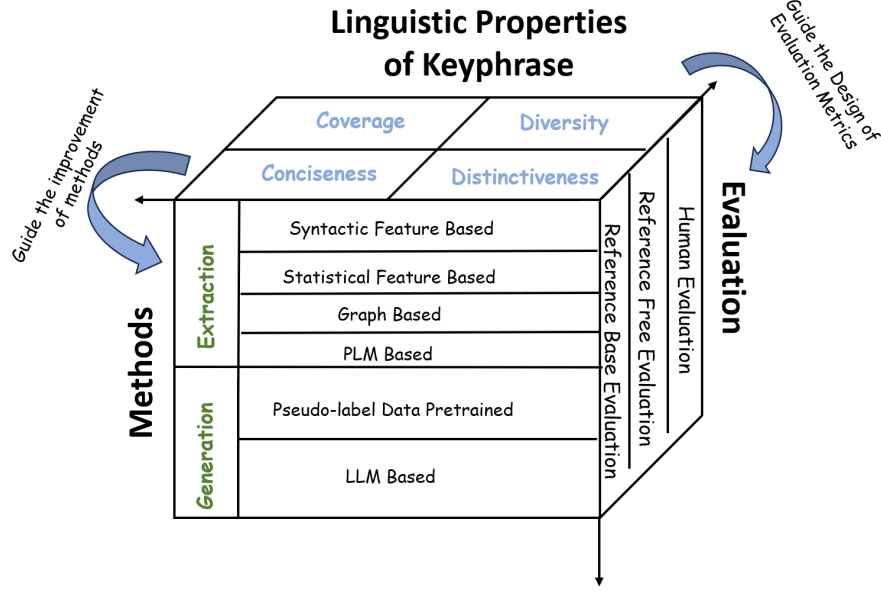 Linguistic Properties
of Keyphrase
Guide the Design of
Evaluation Metrics
Guide the improvement
of methods
Coverage
Diversity
Conciseness
Distinctiveness
Methods
Extraction
Syntactic Feature Based
Statistical Feature Based
Graph Based
PLM Based
Generation
Pseudo-label Data Pretrained
LLM Based
Reference Base Evaluation
Reference Free Evaluation
Human Evaluation
Evaluation